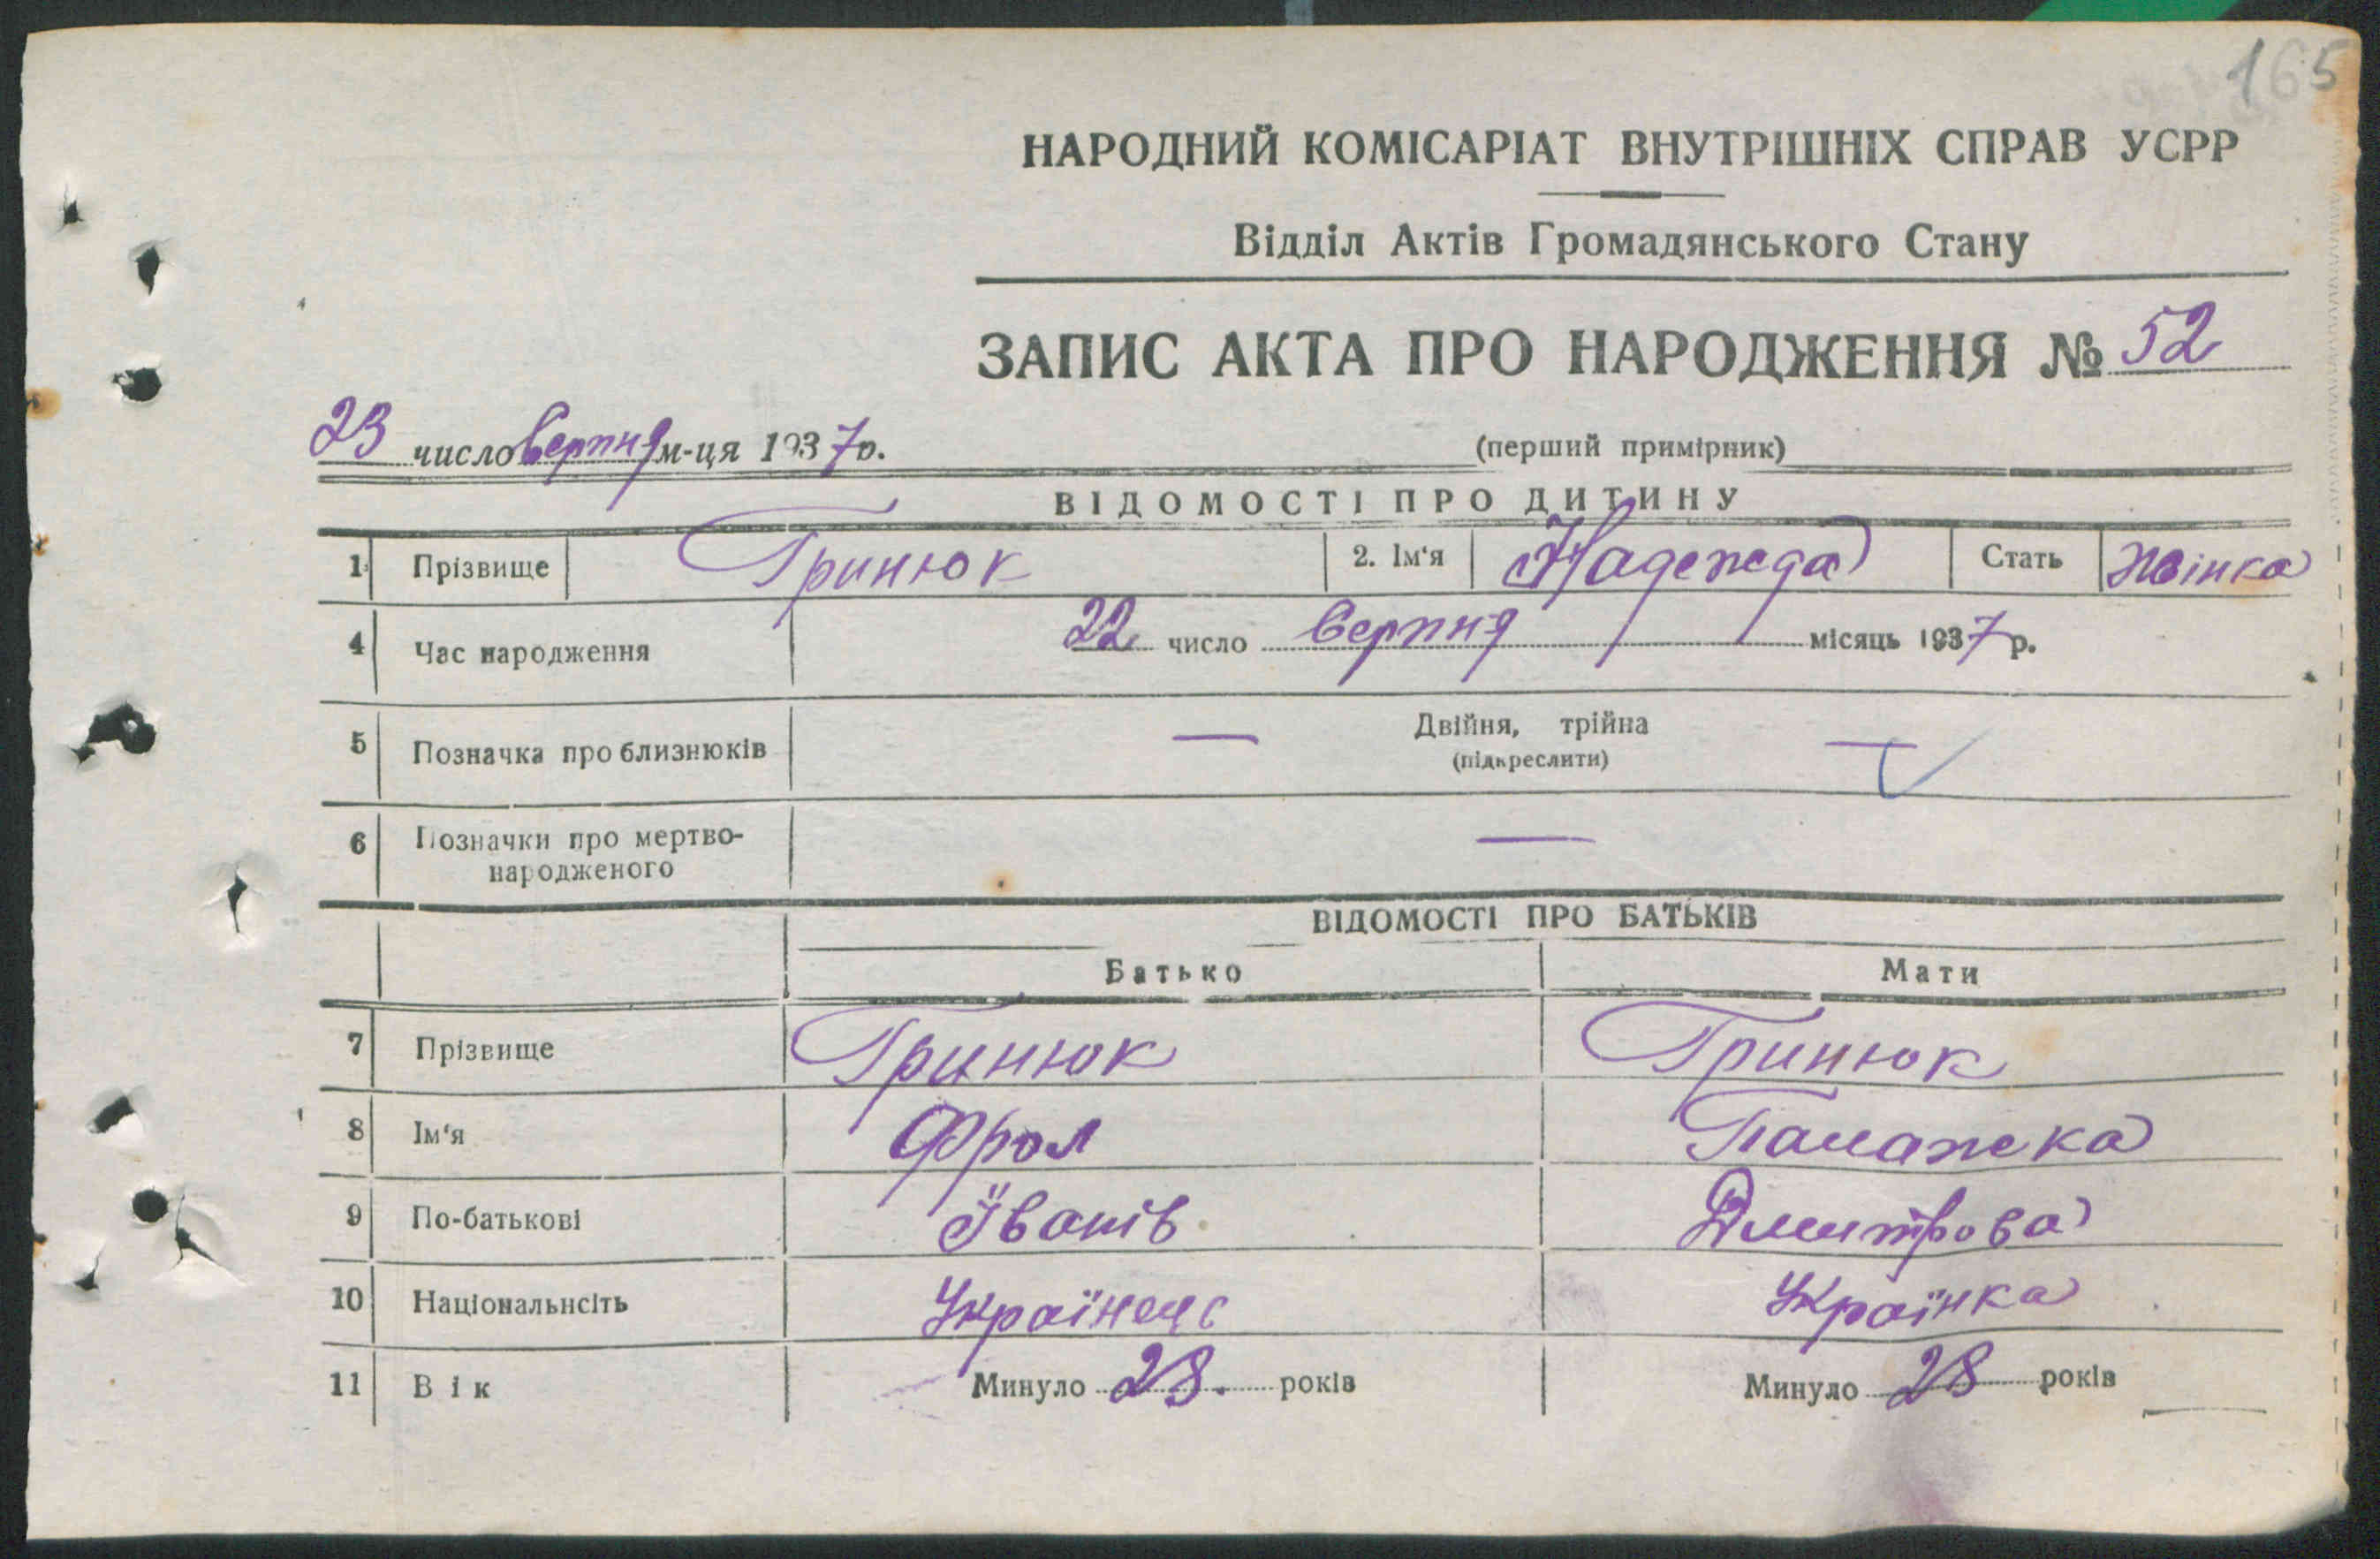 165
НАРОДНИЙ КОМІСАРІАТ ВНУТРІШНІХ СПРАВ УСРР
Відділ Актів Громадянського Стану
ЗАПИС АКТА ПРО НАРОДЖЕННЯ № 52
23 число Серпня м-ця 1937 р.
(перший примірник)
ВІДОМОСТІ ПРО ДИТИНУ
1 Прізвище Гринюк 2. Ім‘я Надежда Стать Жінка
4 Час народження 22 число Серпня місяць 1937 р.
5 Позначка про близнюків — Двійня, трійна —
(підкреслити)
6 Позначки про мертво-
народженого —
ВІДОМОСТІ ПРО БАТЬКІВ
Батько Мати
7 Прізвище Гринюк Гринюк
8 Ім‘я Фрол Палажка
9 По-батькові Іванів Дмитрова
10 Національнсіть Українець Українка
11 Вік Минуло 28. років Минуло 28 років